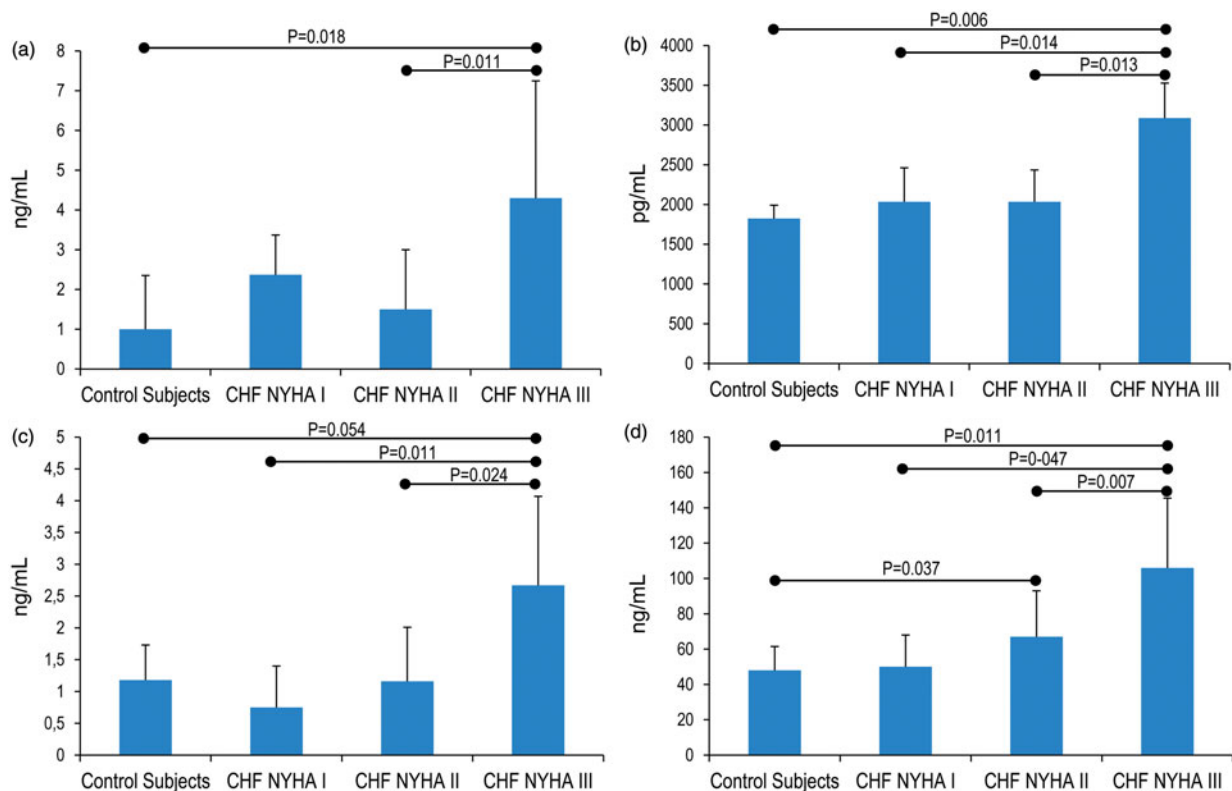 (a)
P=0.018
P=0.011
ng/mL
8
7
6
5
4
3
2
1
0
Control Subjects CHF NYHA I CHF NYHA II CHF NYHA III
(b)
P=0.006
P=0.014
P=0.013
pg/mL
4000
3500
3000
2500
2000
1500
1000
500
0
Control Subjects CHF NYHA I CHF NYHA II CHF NYHA III
(c)
P=0.054
P=0.011
P=0.024
ng/mL
5
4,5
4
3,5
3
2,5
2
1,5
1
0,5
0
Control Subjects CHF NYHA I CHF NYHA II CHF NYHA III
(d)
P=0.011
P=0-047
P=0.007
P=0.037
ng/mL
180
160
140
120
100
80
60
40
20
0
Control Subjects CHF NYHA I CHF NYHA II CHF NYHA III